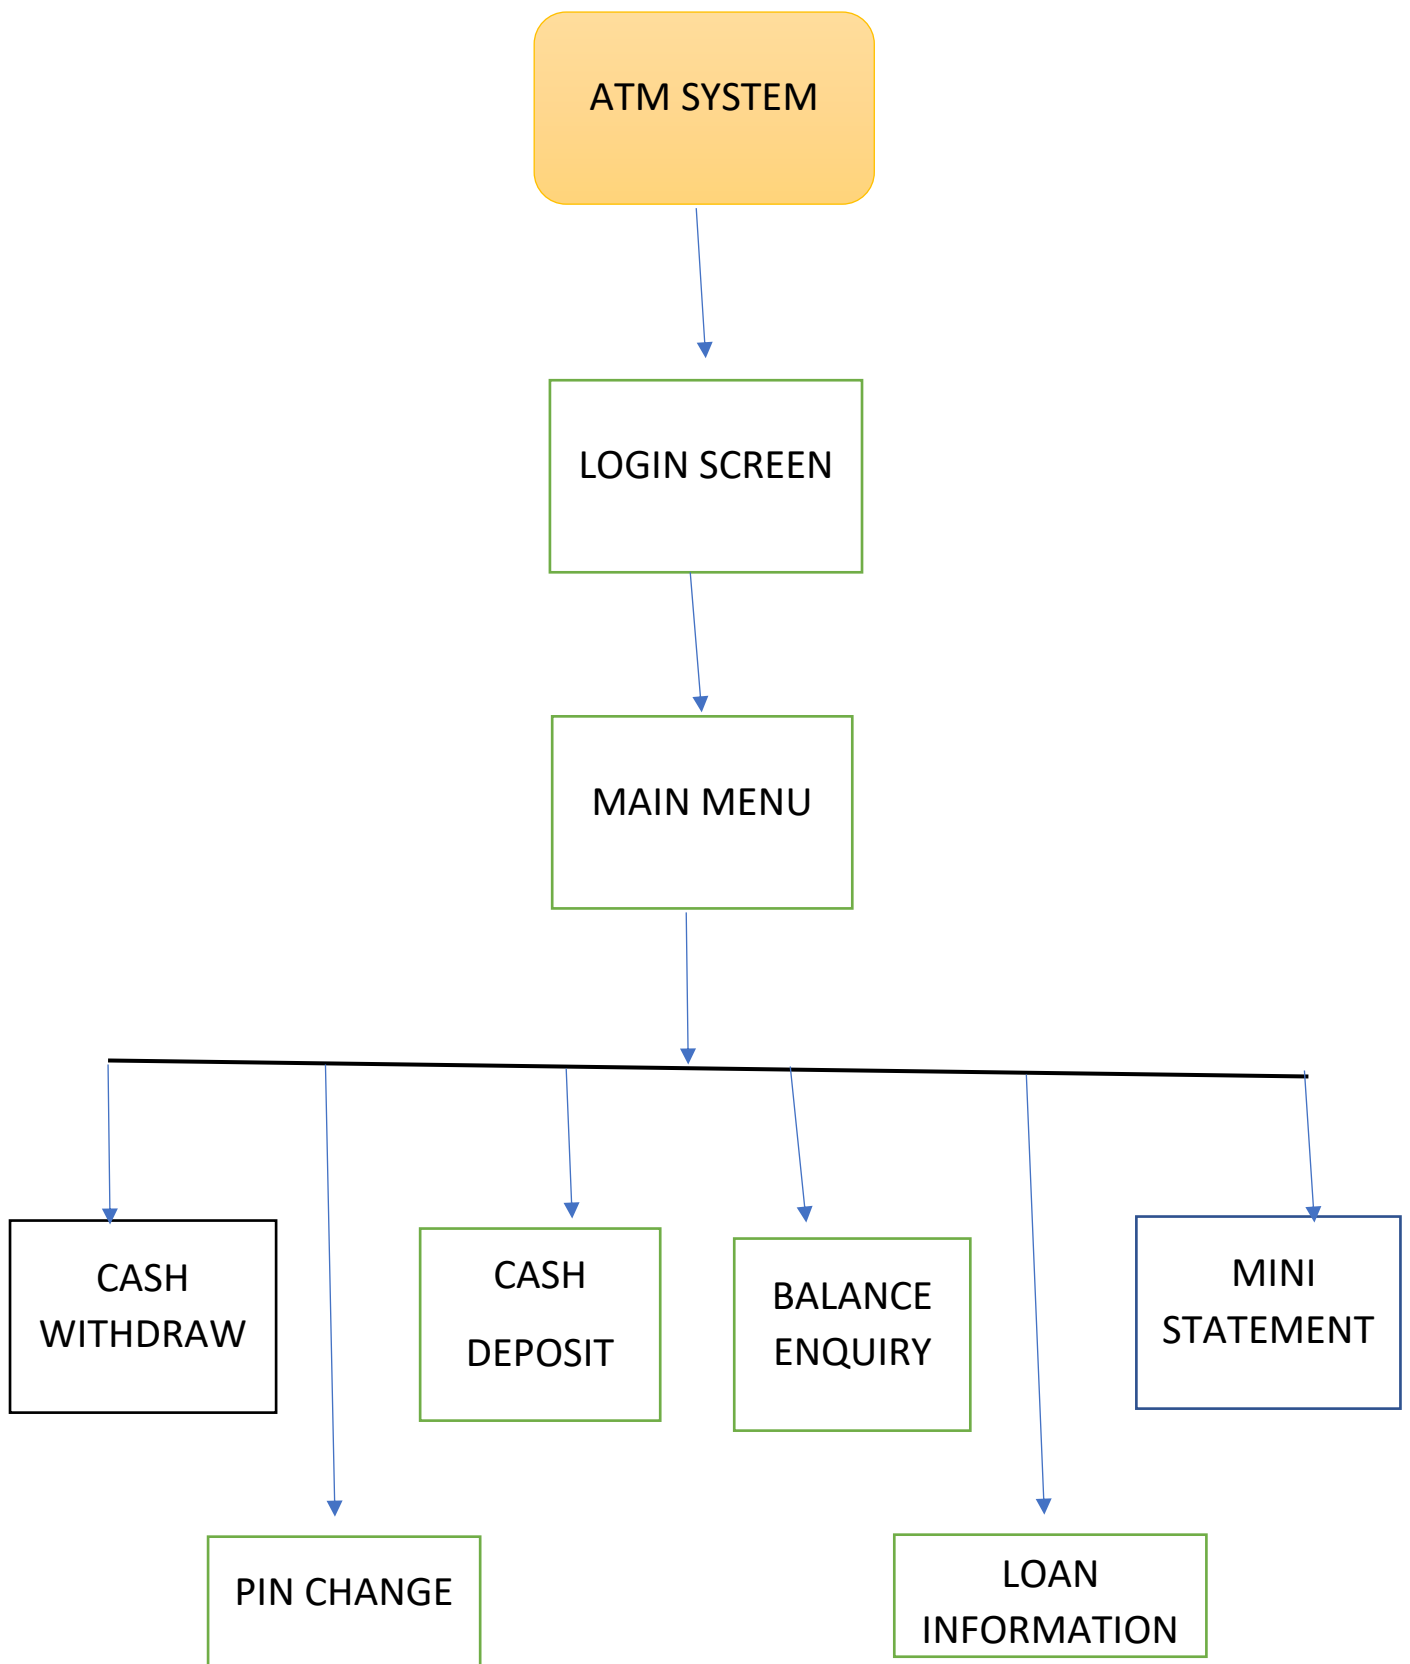 ATM SYSTEM
LOGIN SCREEN
MAIN MENU
CASH
WITHDRAW
CASH
DEPOSIT
BALANCE
ENQUIRY
MINI
STATEMENT
PIN CHANGE
LOAN
INFORMATION